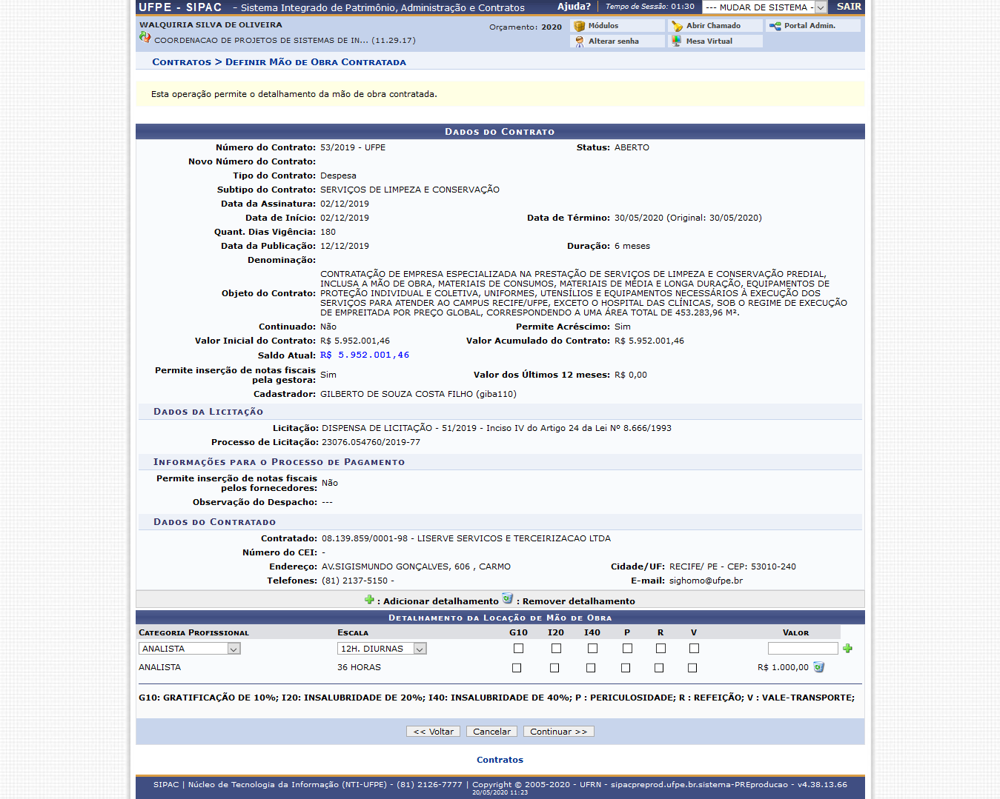 UFPE - SIPAC - Sistema Integrado de Patrimônio, Administração e Contratos Ajuda? Tempo de Sessão: 01:30 --- MUDAR DE SISTEMA - SAIR
WALQUIRIA SILVA DE OLIVEIRA
Orçamento: 2020 Módulos Abrir Chamado Portal Admin.
COORDENACAO DE PROJETOS DE SISTEMAS DE IN... (11.29.17)
Alterar senha Mesa Virtual
Contratos > Definir Mão de Obra Contratada
Esta operação permite o detalhamento da mão de obra contratada.
Dados do Contrato
Número do Contrato: 53/2019 - UFPE Status: ABERTO
Novo Número do Contrato:
Tipo do Contrato: Despesa
Subtipo do Contrato: SERVIÇOS DE LIMPEZA E CONSERVAÇÃO
Data da Assinatura: 02/12/2019
Data de Início: 02/12/2019 Data de Término: 30/05/2020 (Original: 30/05/2020)
Quant. Dias Vigência: 180
Data da Publicação: 12/12/2019 Duração: 6 meses
Denominação:
CONTRATAÇÃO DE EMPRESA ESPECIALIZADA NA PRESTAÇÃO DE SERVIÇOS DE LIMPEZA E CONSERVAÇÃO PREDIAL,
INCLUSA A MÃO DE OBRA, MATERIAIS DE CONSUMOS, MATERIAIS DE MÉDIA E LONGA DURAÇÃO, EQUIPAMENTOS DE
Objeto do Contrato: PROTEÇÃO INDIVIDUAL E COLETIVA, UNIFORMES, UTENSÍLIOS E EQUIPAMENTOS NECESSÁRIOS À EXECUÇÃO DOS
SERVIÇOS PARA ATENDER AO CAMPUS RECIFE/UFPE, EXCETO O HOSPITAL DAS CLÍNICAS, SOB O REGIME DE EXECUÇÃO
DE EMPREITADA POR PREÇO GLOBAL, CORRESPONDENDO A UMA ÁREA TOTAL DE 453.283,96 M².
Continuado: Não Permite Acréscimo: Sim
Valor Inicial do Contrato: R$ 5.952.001,46 Valor Acumulado do Contrato: R$ 5.952.001,46
Saldo Atual: R$ 5.952.001,46
Permite inserção de notas fiscais
pela gestora: Sim Valor dos Últimos 12 meses: R$ 0,00
Cadastrador: GILBERTO DE SOUZA COSTA FILHO (giba110)
Dados da Licitação
Licitação: DISPENSA DE LICITAÇÃO - 51/2019 - Inciso IV do Artigo 24 da Lei Nº 8.666/1993
Processo de Licitação: 23076.054760/2019-77
Informações para o Processo de Pagamento
Permite inserção de notas fiscais
pelos fornecedores: Não
Observação do Despacho: ---
Dados do Contratado
Contratado: 08.139.859/0001-98 - LISERVE SERVICOS E TERCEIRIZACAO LTDA
Número do CEI: -
Endereço: AV.SIGISMUNDO GONÇALVES, 606 , CARMO Cidade/UF: RECIFE/ PE - CEP: 53010-240
Telefones: (81) 2137-5150 - E-mail: sighomo@ufpe.br
: Adicionar detalhamento : Remover detalhamento
Detalhamento da Locação de Mão de Obra
Categoria Profissional Escala G10 I20 I40 P R V Valor
ANALISTA 12H. DIURNAS
ANALISTA 36 HORAS R$ 1.000,00
G10: GRATIFICAÇÃO DE 10%; I20: INSALUBRIDADE DE 20%; I40: INSALUBRIDADE DE 40%; P : PERICULOSIDADE; R : REFEIÇÃO; V : VALE-TRANSPORTE;
<< Voltar Cancelar Continuar >>
Contratos
SIPAC | Núcleo de Tecnologia da Informação (NTI-UFPE) - (81) 2126-7777 | Copyright © 2005-2020 - UFRN - sipacpreprod.ufpe.br.sistema-PREproducao - v4.38.13.66
20/05/2020 11:23